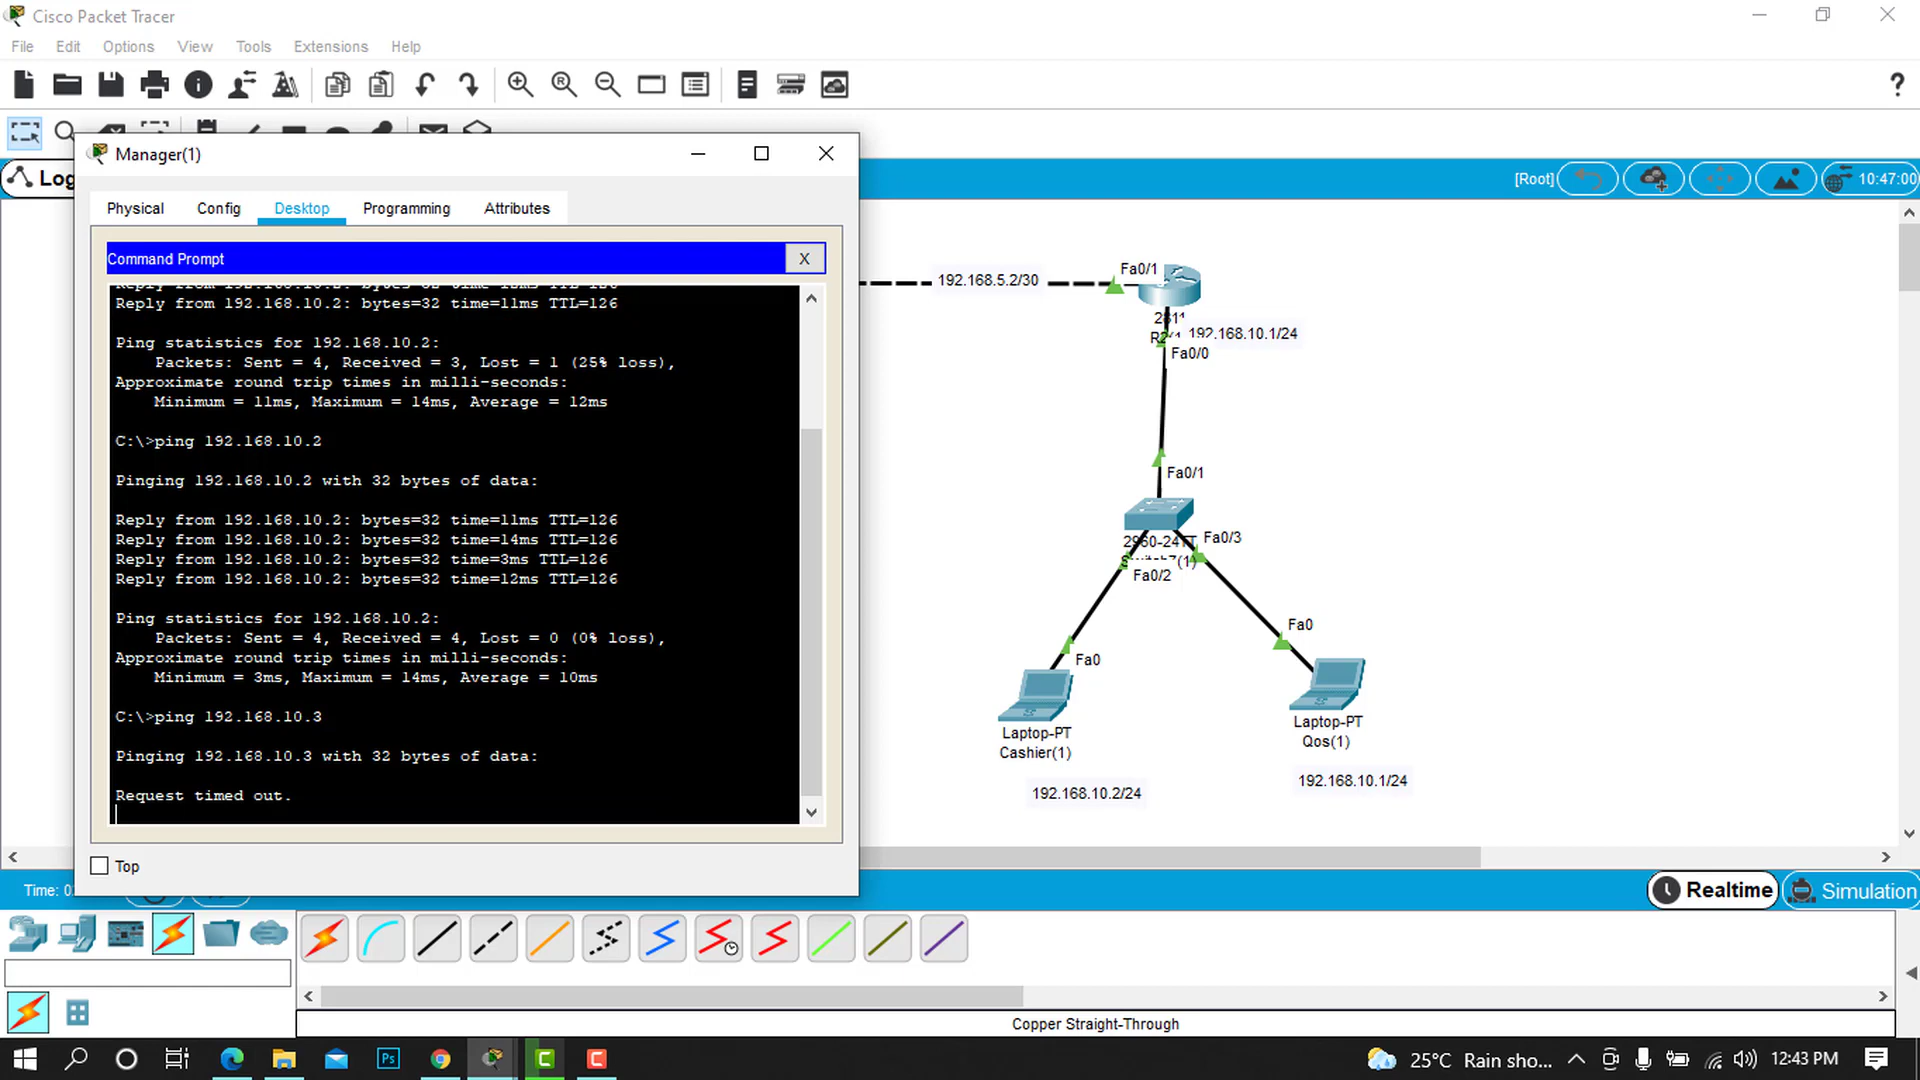 Cisco Packet Tracer
File Edit Options View Tools Extensions Help
Manager(1)
Log
[Root]
10:47:00
Physical Config Desktop Programming Attributes
Command Prompt
X
Reply from 192.168.10.2: bytes=32 time=11ms TTL=126
Ping statistics for 192.168.10.2:
Packets: Sent = 4, Received = 3, Lost = 1 (25% loss),
Approximate round trip times in milli-seconds:
Minimum = 11ms, Maximum = 14ms, Average = 12ms
C:\>ping 192.168.10.2
Pinging 192.168.10.2 with 32 bytes of data:
Reply from 192.168.10.2: bytes=32 time=11ms TTL=126
Reply from 192.168.10.2: bytes=32 time=14ms TTL=126
Reply from 192.168.10.2: bytes=32 time=3ms TTL=126
Reply from 192.168.10.2: bytes=32 time=12ms TTL=126
Ping statistics for 192.168.10.2:
Packets: Sent = 4, Received = 4, Lost = 0 (0% loss),
Approximate round trip times in milli-seconds:
Minimum = 3ms, Maximum = 14ms, Average = 10ms
C:\>ping 192.168.10.3
Pinging 192.168.10.3 with 32 bytes of data:
Request timed out.
Top
192.168.5.2/30
Fa0/1
192.168.10.1/24
Fa0/0
Fa0/1
2960-24TT
Fa0/3
Fa0/2
Fa0
Fa0
Laptop-PT
Cashier(1)
192.168.10.2/24
Laptop-PT
Qos(1)
192.168.10.1/24
Time: 0
Realtime
Simulation
Copper Straight-Through
25°C Rain sho...
12:43 PM